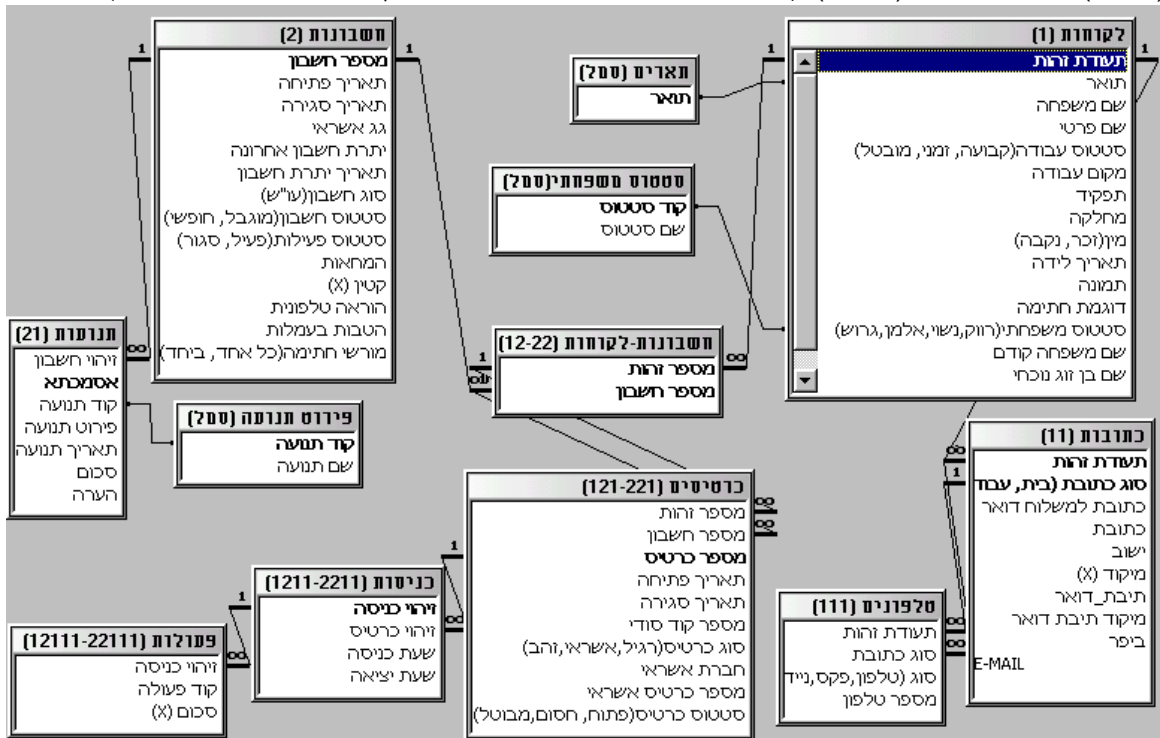 לקוחות (1)
תעודת זהות
תואר
שם משפחה
שם פרטי
סטטוס עבודה(קבועה, זמני, מובטל)
מקום עבודה
תפקיד
מחלקה
מין(זכר, נקבה)
תאריך לידה
תמונה
דוגמת חתימה
סטטוס משפחתי(רווק,נשוי,אלמן,גרוש)
שם משפחה קודם
שם בן זוג נוכחי
תארים (סמל)
תואר
סטטוס משפחתי(סמל)
קוד סטטוס
שם סטטוס
חשבונות (2)
מספר חשבון
תאריך פתיחה
תאריך סגירה
גג אשראי
יתרת חשבון אחרונה
תאריך יתרת חשבון
סוג חשבון(עו"ש)
סטטוס חשבון(מוגבל, חופשי)
סטטוס פעילות(פעיל, סגור)
המחאות
קטין (X)
הוראה טלפונית
הטבות בעמלות
מורשי חתימה(כל אחד, ביחד)
חשבונות-לקוחות (12-22)
מספר זהות
מספר חשבון
תנועות (21)
זיהוי חשבון
אסמכתא
קוד תנועה
פירוט תנועה
תאריך תנועה
סכום
הערה
פירוט תנועה (סמל)
קוד תנועה
שם תנועה
כתובות (11)
תעודת זהות
סוג כתובת (בית, עבוד
כתובת למשלוח דואר
כתובת
ישוב
מיקוד (X)
תיבת_דואר
מיקוד תיבת דואר
ביפר
E-MAIL
כרטיסים (121-221)
מספר זהות
מספר חשבון
מספר כרטיס
תאריך פתיחה
תאריך סגירה
מספר קוד סודי
סוג כרטיס(רגיל,אשראי,זהב)
חברת אשראי
מספר כרטיס אשראי
סטטוס כרטיס(פתוח, חסום,מבוטל)
טלפונים (111)
תעודת זהות
סוג כתובת
סוג (טלפון,פקס,נייד
מספר טלפון
כניסות (1211-2211)
זיהוי כניסה
זיהוי כרטיס
שעת כניסה
שעת יציאה
פעולות (12111-22111)
זיהוי כניסה
קוד פעולה
סכום (X)